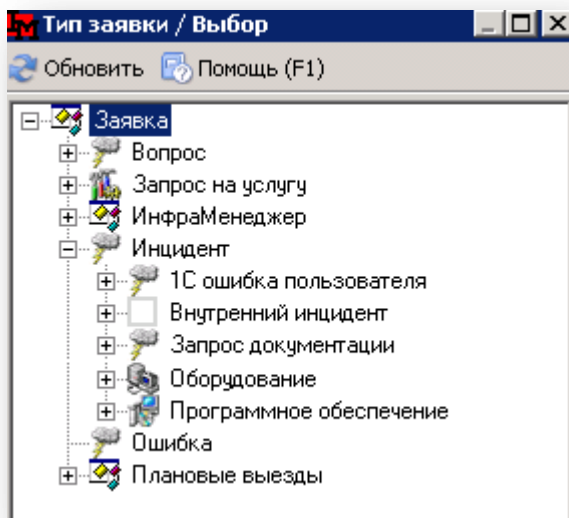 Тип заявки / Выбор
Обновить Помощь (F1)
Заявка
Вопрос
Запрос на услугу
ИнфраМенеджер
Инцидент
1С ошибка пользователя
Внутренний инцидент
Запрос документации
Оборудование
Программное обеспечение
Ошибка
Плановые выезды